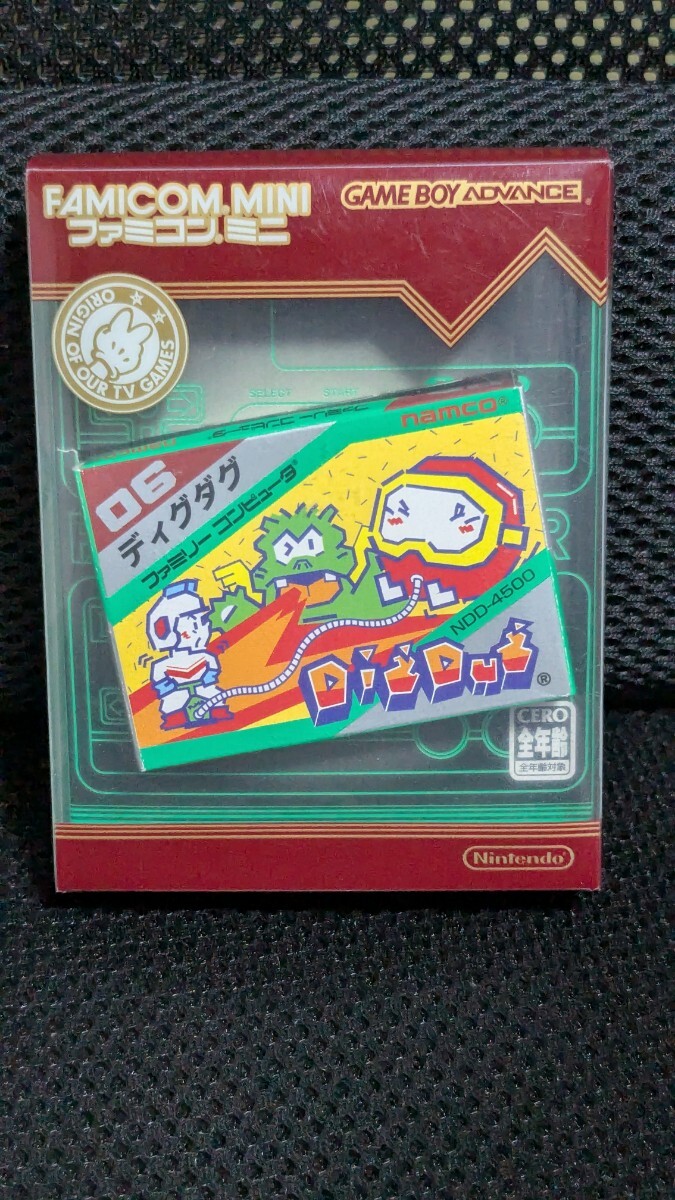 FAMICOM MINI
ファミコン ミニ
GAME BOY ADVANCE
ORIGIN OF OUR TV GAMES
SELECT
START
namco®
06
ディグダグ
ファミリー コンピュータ
NDD-4500
DIG DUG®
CERO
全年齢
全年齢対象
Nintendo